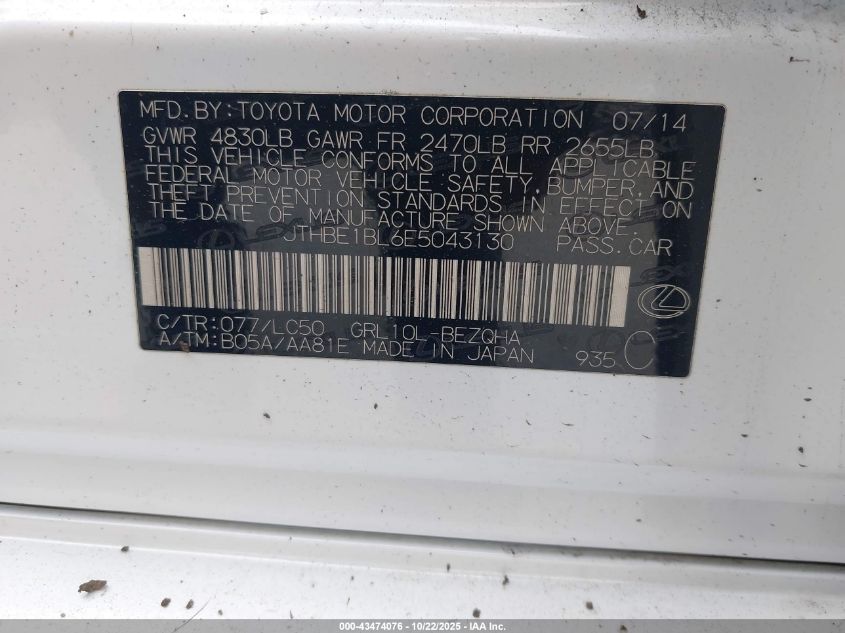 MFD. BY: TOYOTA MOTOR CORPORATION 07/14
GVWR 4830LB GAWR FR 2470LB RR 2655LB
THIS VEHICLE CONFORMS TO ALL APPLICABLE
FEDERAL MOTOR VEHICLE SAFETY, BUMPER, AND
THEFT PREVENTION STANDARDS IN EFFECT ON
THE DATE OF MANUFACTURE SHOWN ABOVE.
JTHBE1BL6E5043130 PASS. CAR
C/TR: 077/LC50 GRL10L-BEZQHA
A/TM: B05A/AA81E MADE IN JAPAN 935
000-43474076 - 10/22/2025 - IAA Inc.